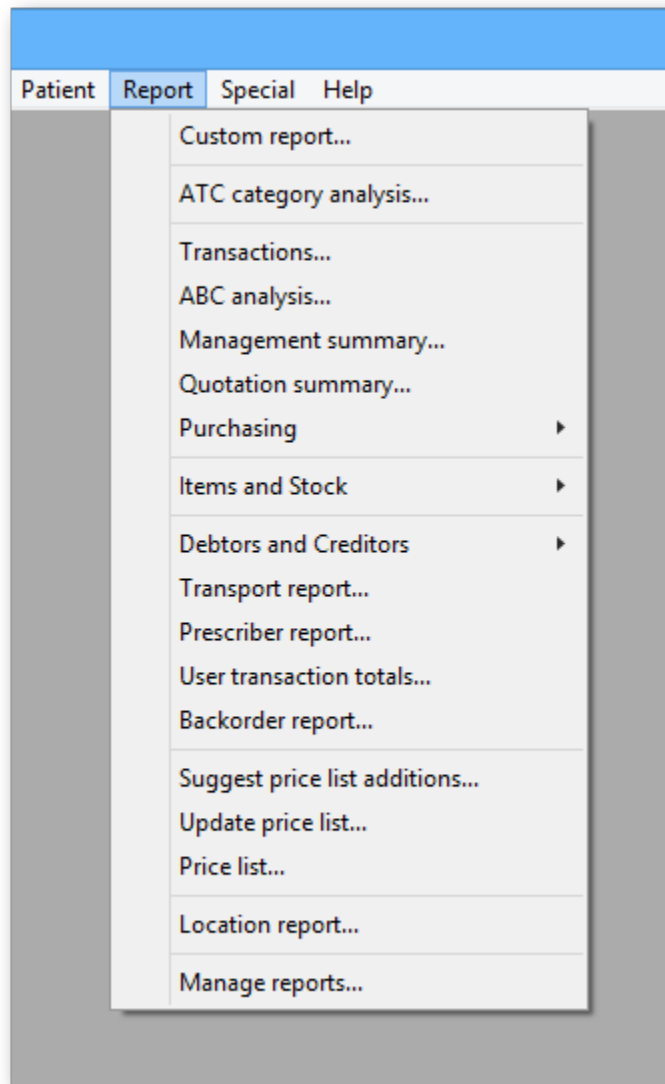 Patient Report Special Help
Custom report...
ATC category analysis...
Transactions...
ABC analysis...
Management summary...
Quotation summary...
Purchasing
Items and Stock
Debtors and Creditors
Transport report...
Prescriber report...
User transaction totals...
Backorder report...
Suggest price list additions...
Update price list...
Price list...
Location report...
Manage reports...